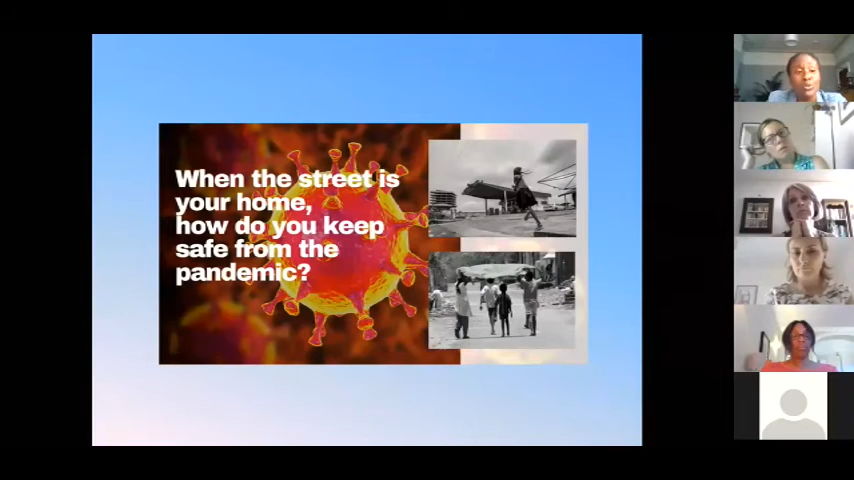 When the street is
your home,
how do you keep
safe from the
pandemic?